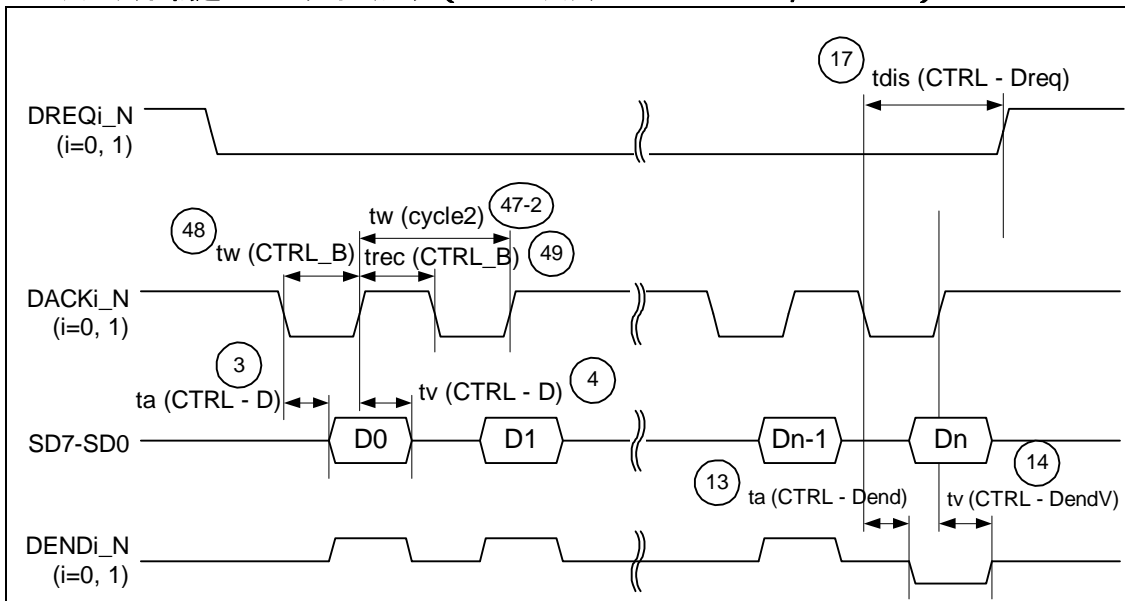 17
tdis (CTRL - Dreq)
DREQi_N
(i=0, 1)
47-2
tw (cycle2)
48
tw (CTRL_B)
trec (CTRL_B)
49
DACKi_N
(i=0, 1)
3
ta (CTRL - D)
tv (CTRL - D)
4
SD7-SD0
D0
D1
Dn-1
Dn
13
ta (CTRL - Dend)
14
tv (CTRL - DendV)
DENDi_N
(i=0, 1)